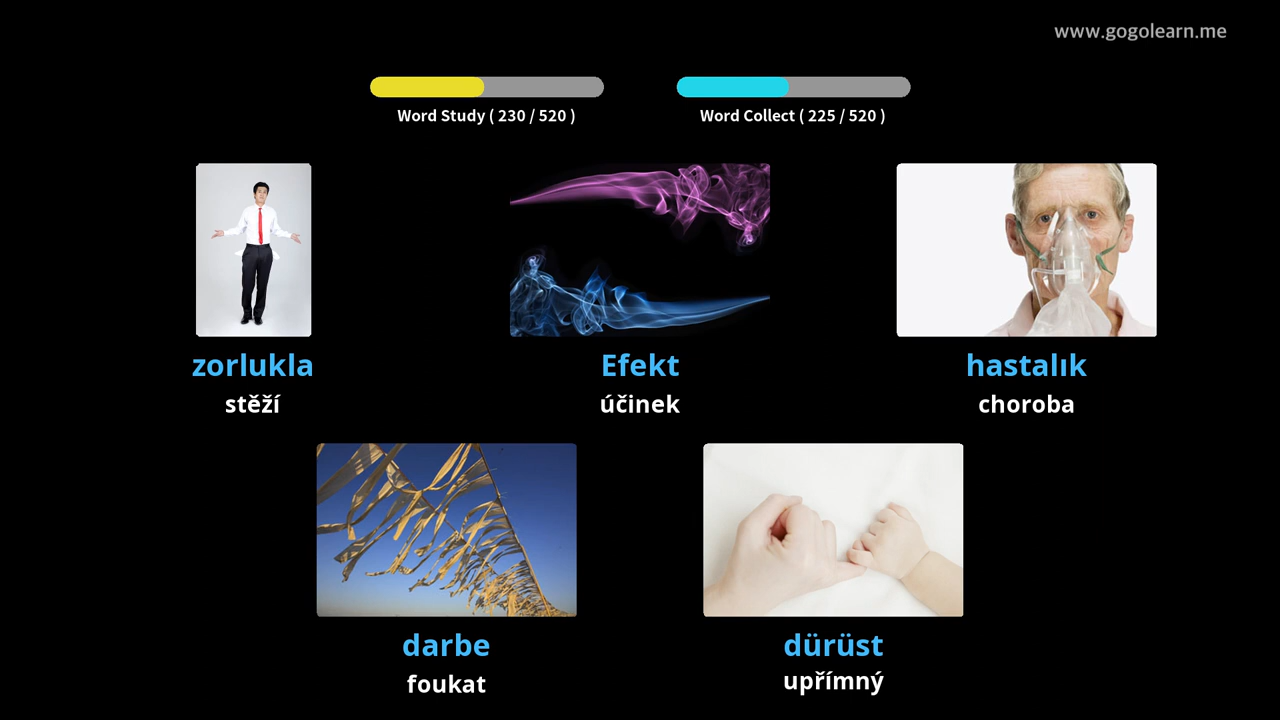 www.gogolearn.me
Word Study ( 230 / 520 )
Word Collect ( 225 / 520 )
zorlukla
stěží
Efekt
účinek
hastalık
choroba
darbe
foukat
dürüst
upřímný